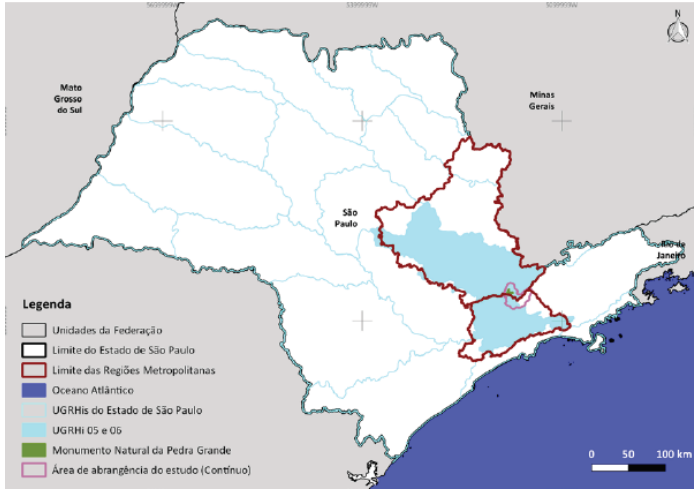 N
Mato
Grosso
do Sul
Minas
Gerais
São
Paulo
Rio de
Janeiro
Legenda
Unidades da Federação
Limite do Estado de São Paulo
Limite das Regiões Metropolitanas
Oceano Atlântico
UGRHis do Estado de São Paulo
UGRHi 05 e 06
Monumento Natural da Pedra Grande
Área de abrangência do estudo (Contínuo)
0 50 100 km